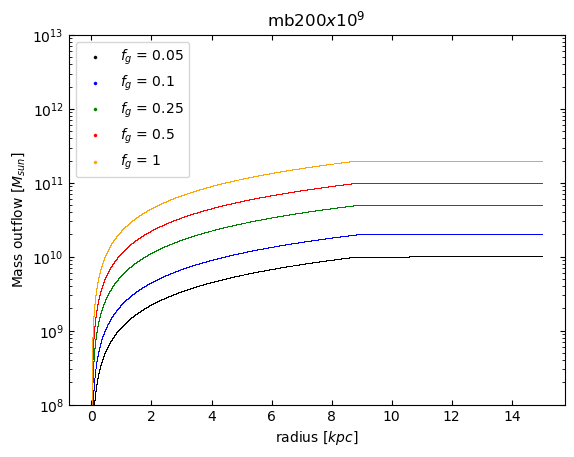 mb200x10⁹
Mass outflow [M_sun]
10¹³
10¹²
10¹¹
10¹⁰
10⁹
10⁸
f_g = 0.05
f_g = 0.1
f_g = 0.25
f_g = 0.5
f_g = 1
0 2 4 6 8 10 12 14
radius [kpc]